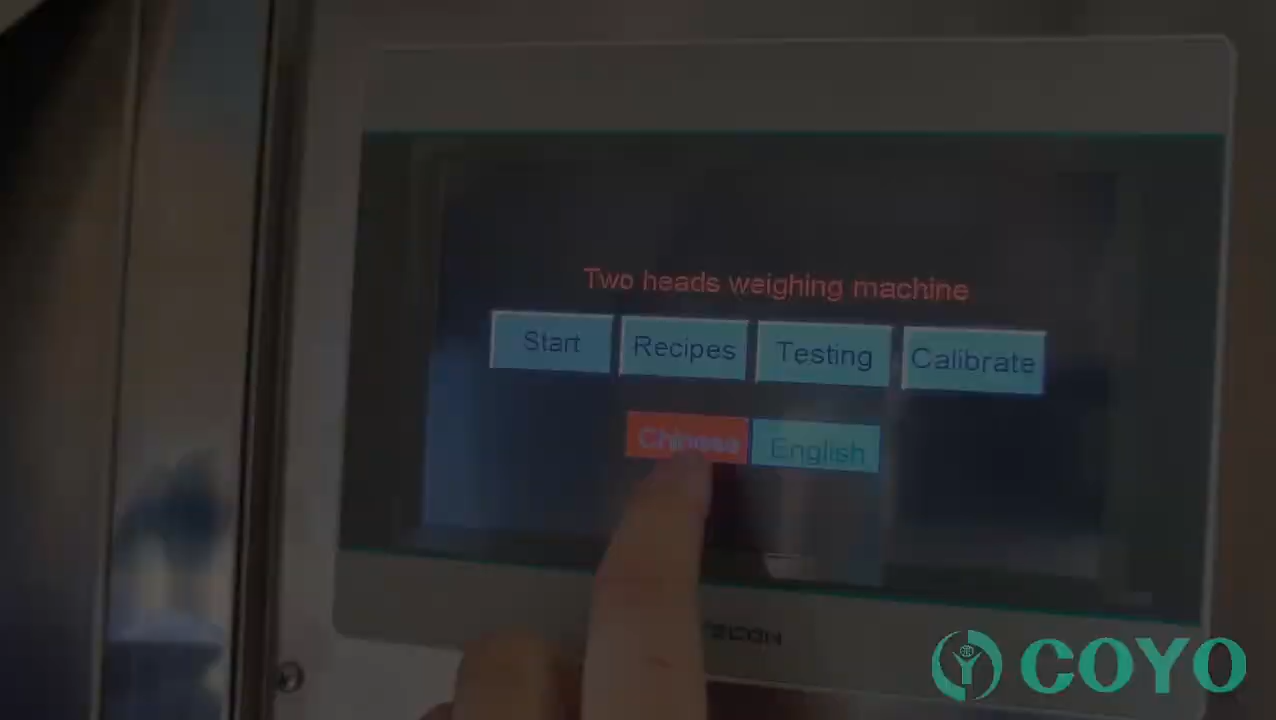 Two heads weighing machine
Start Recipes Testing Calibrate
Chinese English
COYO